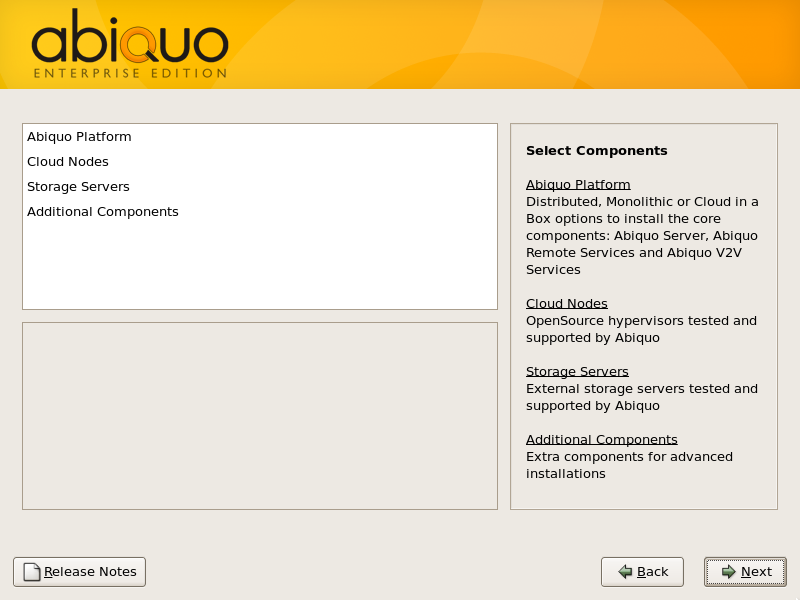 abiquo
ENTERPRISE EDITION
Abiquo Platform
Cloud Nodes
Storage Servers
Additional Components
Select Components
Abiquo Platform
Distributed, Monolithic or Cloud in a
Box options to install the core
components: Abiquo Server, Abiquo
Remote Services and Abiquo V2V
Services
Cloud Nodes
OpenSource hypervisors tested and
supported by Abiquo
Storage Servers
External storage servers tested and
supported by Abiquo
Additional Components
Extra components for advanced
installations
Release Notes
Back
Next